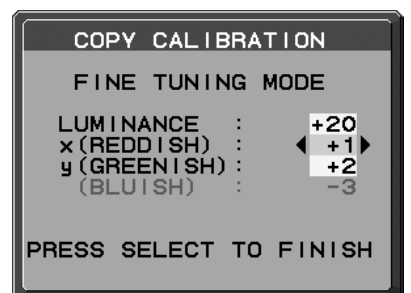 COPY CALIBRATION
FINE TUNING MODE
LUMINANCE : +20
x(REDDISH) : +1
y(GREENISH) : +2
(BLUISH) : -3
PRESS SELECT TO FINISH